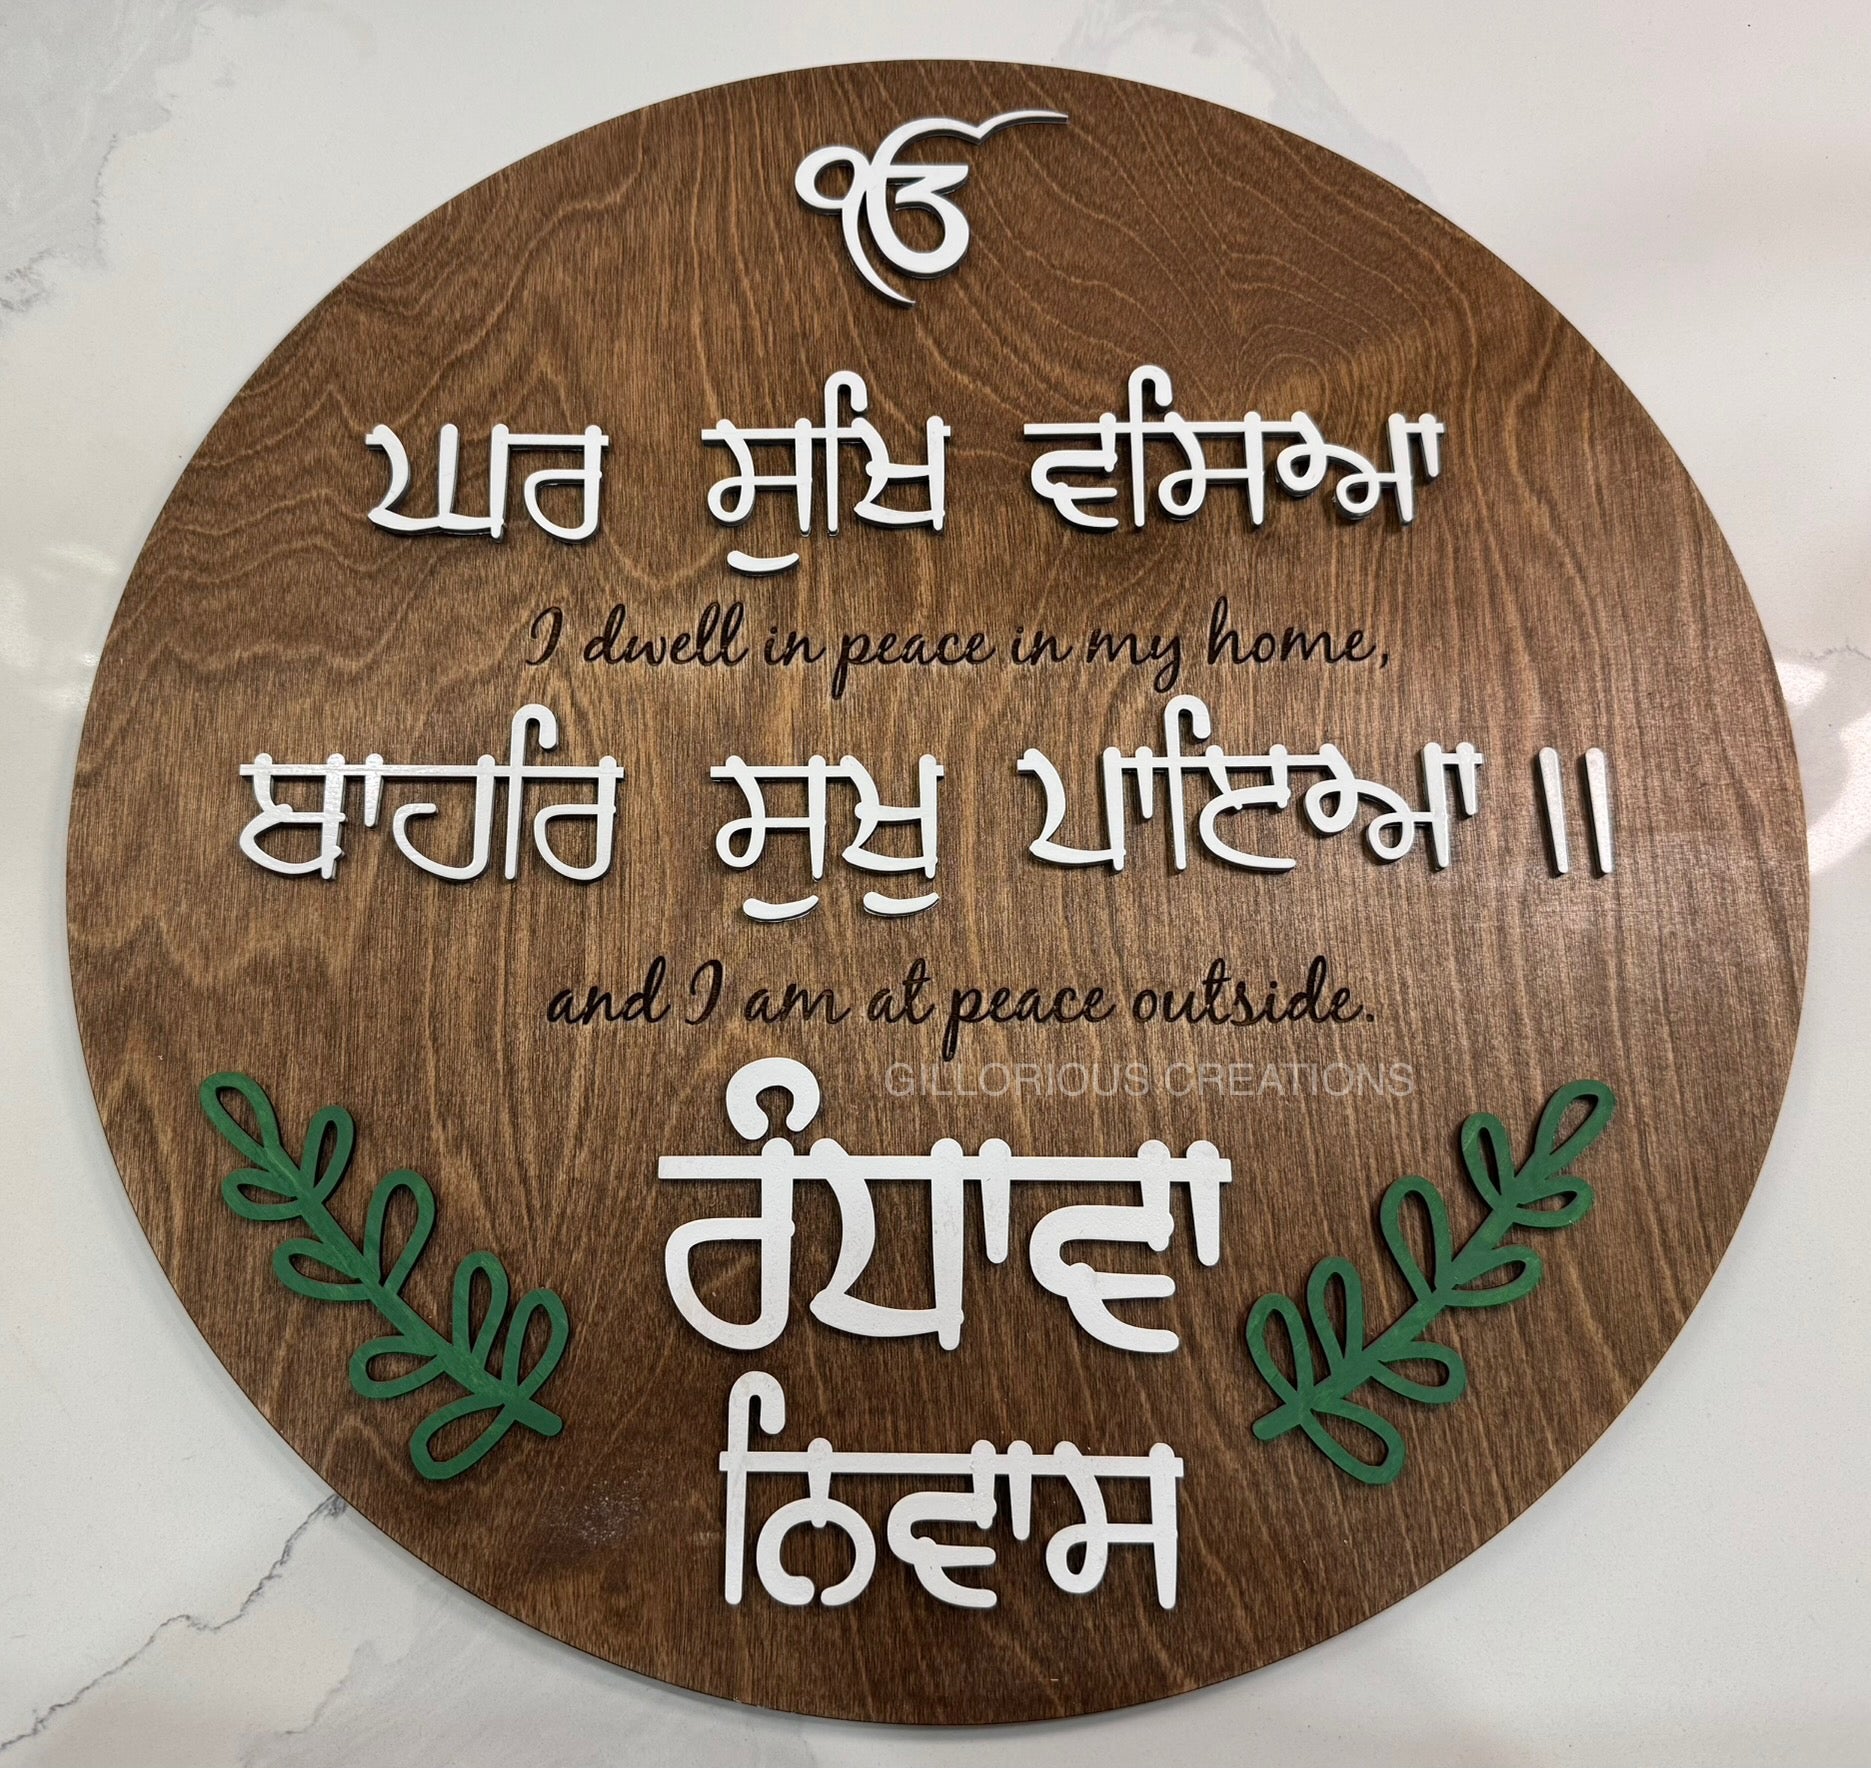 ੴ
ਘਰ ਸੁਖਿ ਵਸਿਆ
I dwell in peace in my home,
ਬਾਹਰਿ ਸੁਖੁ ਪਾਇਆ ॥
and I am at peace outside.
GILLORIOUS CREATIONS
ਰੰਧਾਵਾ
ਨਿਵਾਸ